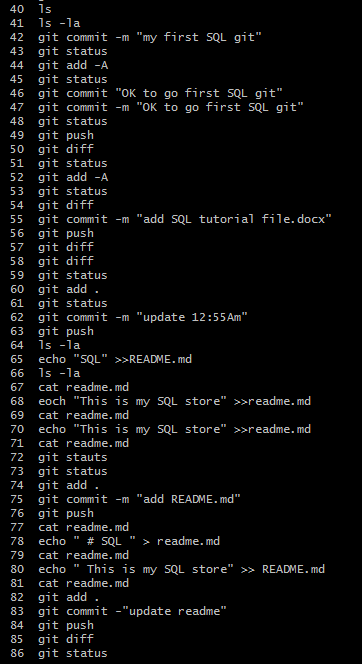 40 ls
41 ls -la
42 git commit -m "my first SQL git"
43 git status
44 git add -A
45 git status
46 git commit "OK to go first SQL git"
47 git commit -m "OK to go first SQL git"
48 git status
49 git push
50 git diff
51 git status
52 git add -A
53 git status
54 git diff
55 git commit -m "add SQL tutorial file.docx"
56 git push
57 git diff
58 git diff
59 git status
60 git add .
61 git status
62 git commit -m "update 12:55Am"
63 git push
64 ls -la
65 echo "SQL" >>README.md
66 ls -la
67 cat readme.md
68 eoch "This is my SQL store" >>readme.md
69 cat readme.md
70 echo "This is my SQL store" >>readme.md
71 cat readme.md
72 git stauts
73 git status
74 git add .
75 git commit -m "add README.md"
76 git push
77 cat readme.md
78 echo " # SQL " > readme.md
79 cat readme.md
80 echo " This is my SQL store" >> README.md
81 cat readme.md
82 git add .
83 git commit -"update readme"
84 git push
85 git diff
86 git status